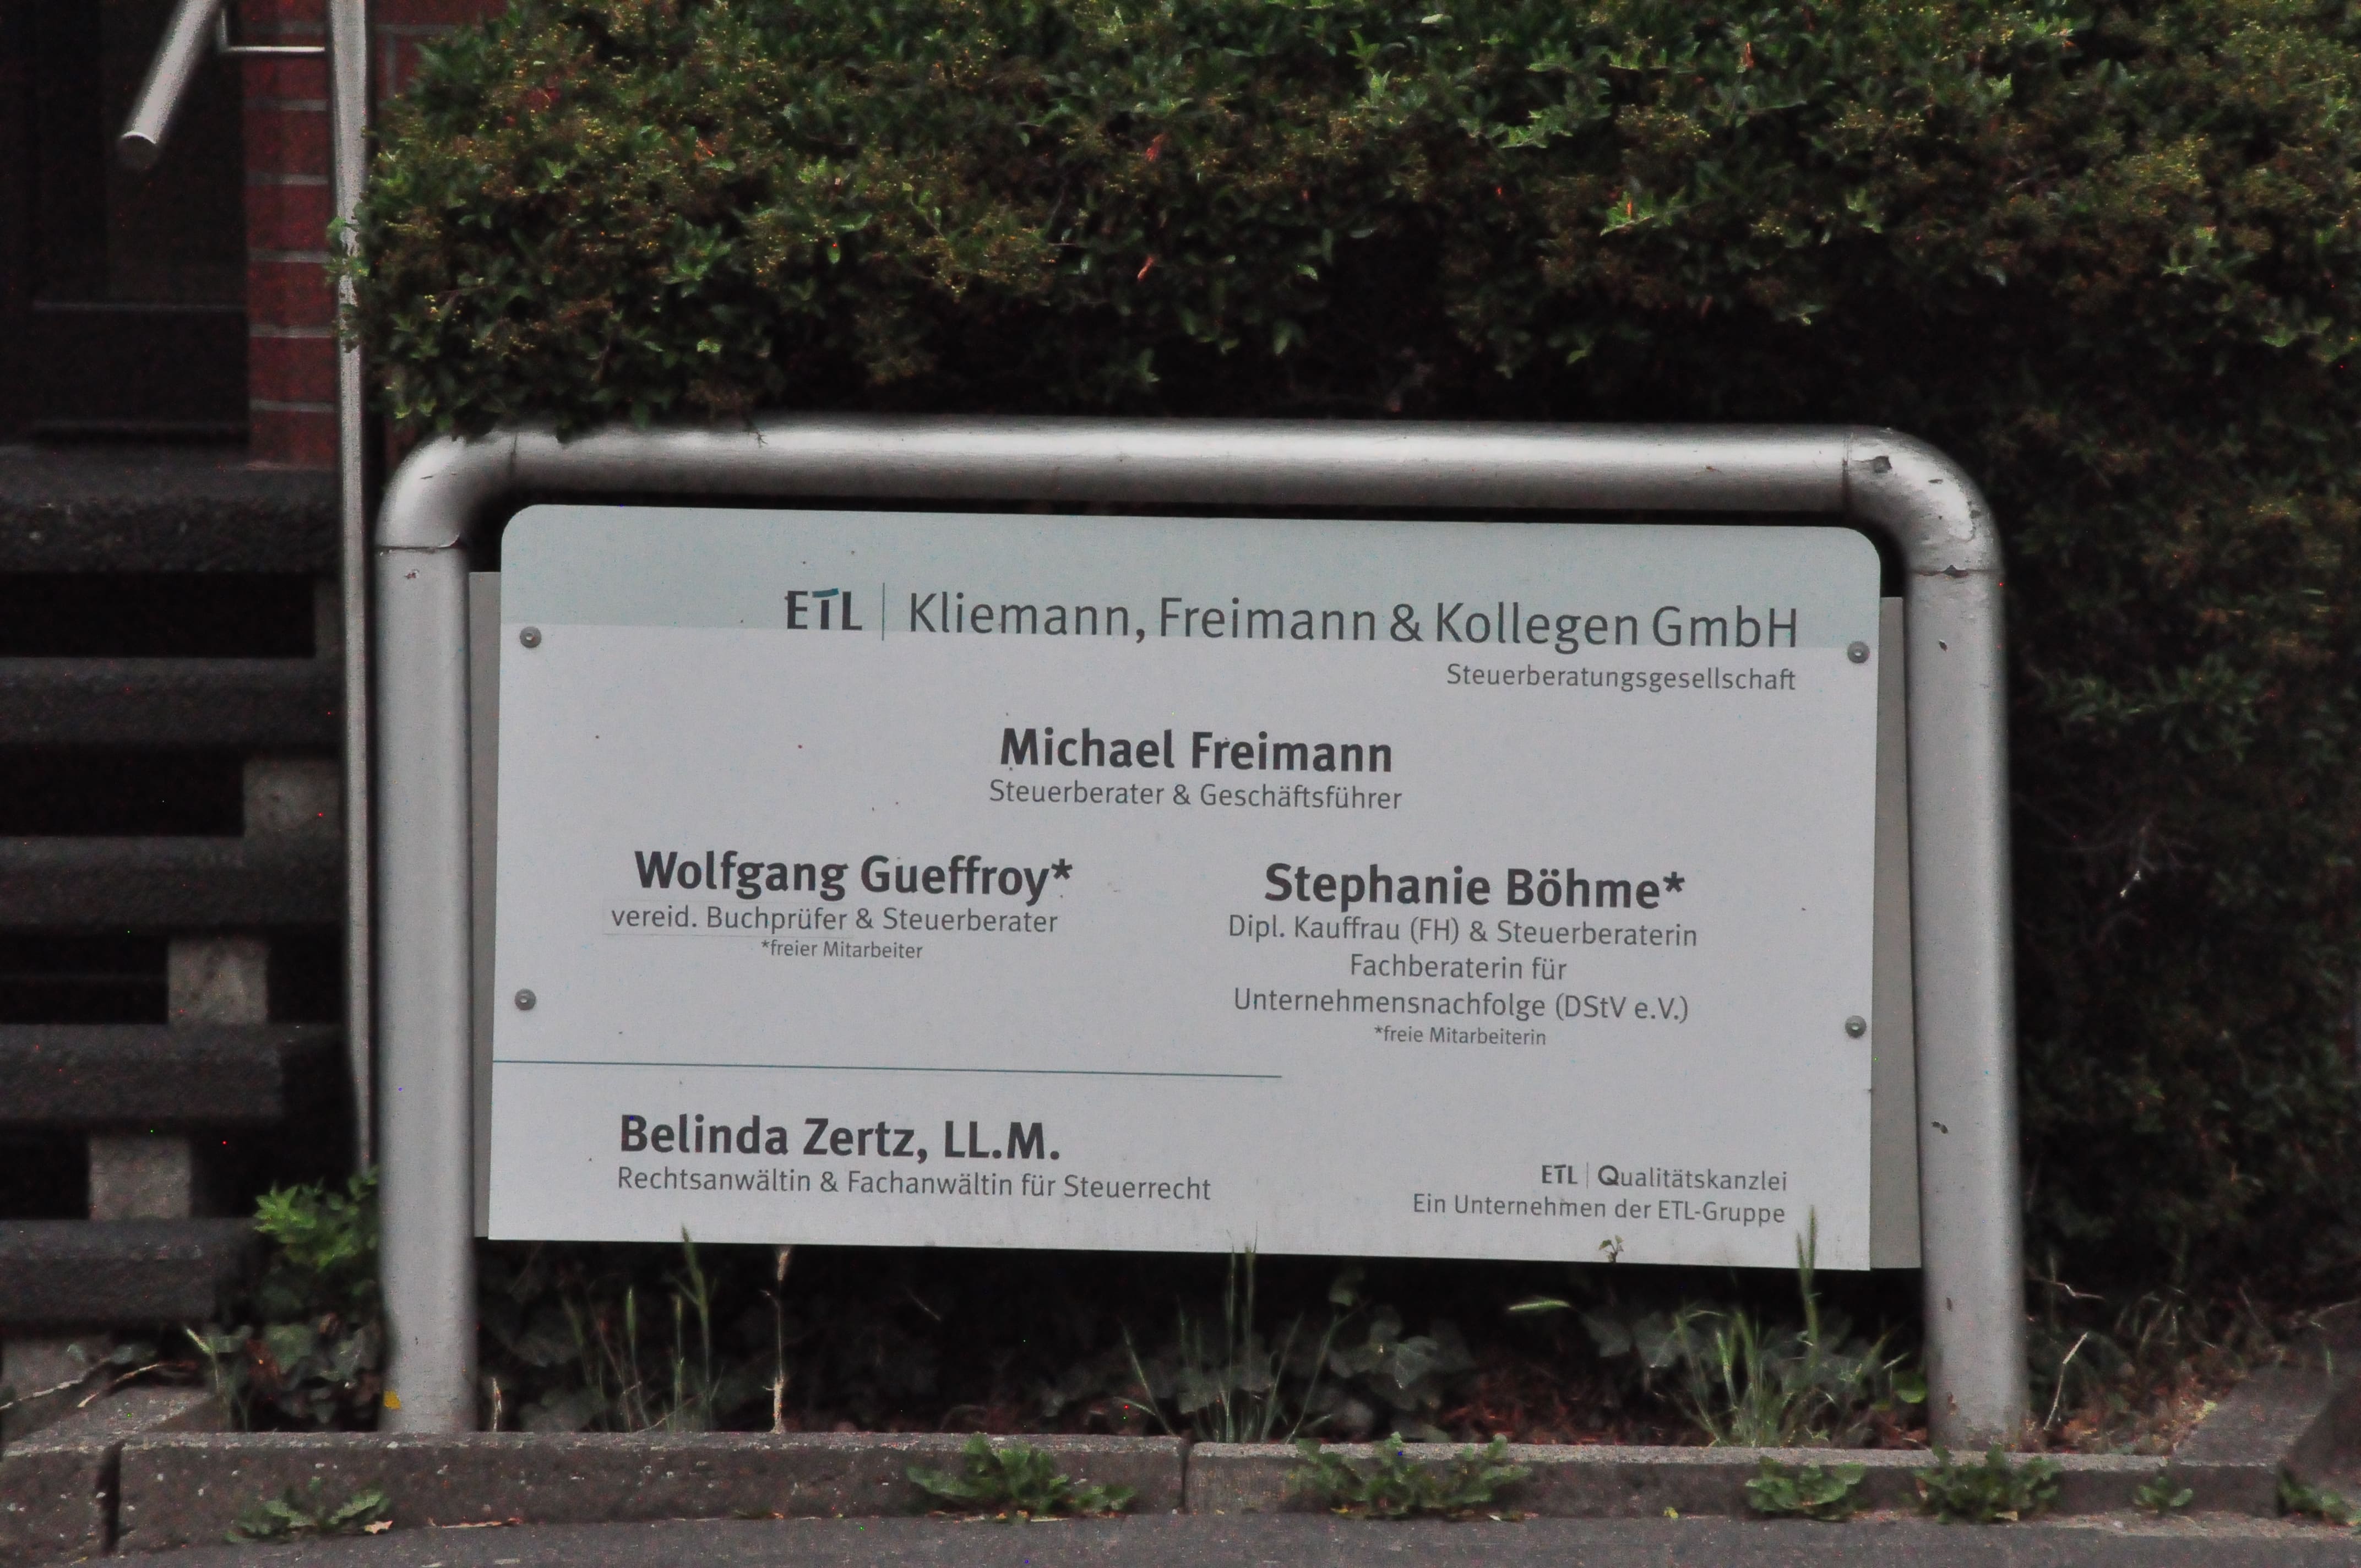 ETL | Kliemann, Freimann & Kollegen GmbH
Steuerberatungsgesellschaft
Michael Freimann
Steuerberater & Geschäftsführer
Wolfgang Gueffroy*
vereid. Buchprüfer & Steuerberater
*freier Mitarbeiter
Stephanie Böhme*
Dipl. Kauffrau (FH) & Steuerberaterin
Fachberaterin für
Unternehmensnachfolge (DStV e.V.)
*freie Mitarbeiterin
Belinda Zertz, LL.M.
Rechtsanwältin & Fachanwältin für Steuerrecht
ETL | Qualitätskanzlei
Ein Unternehmen der ETL-Gruppe